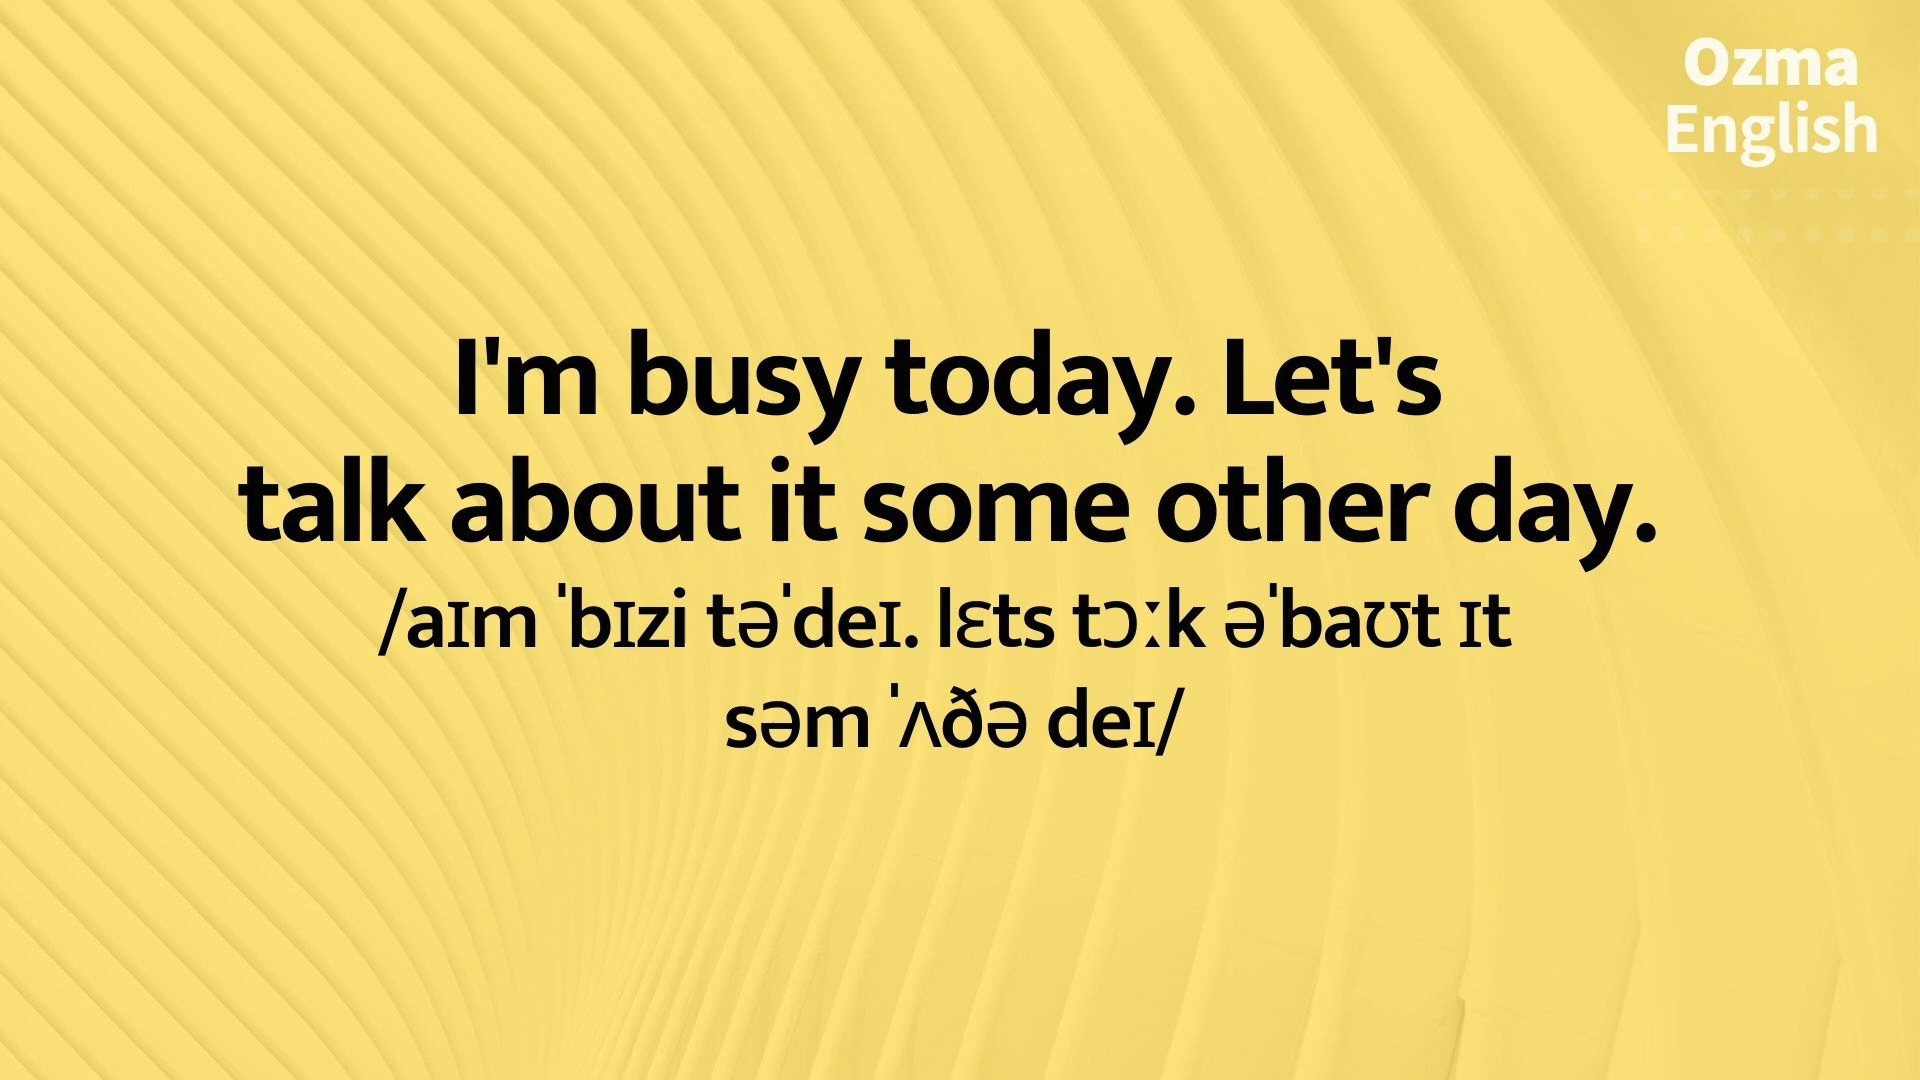 Ozma
English
I'm busy today. Let's
talk about it some other day.
/aɪm ˈbɪzi təˈdeɪ. lɛts tɔːk əˈbaʊt ɪt
səm ˈʌðə deɪ/